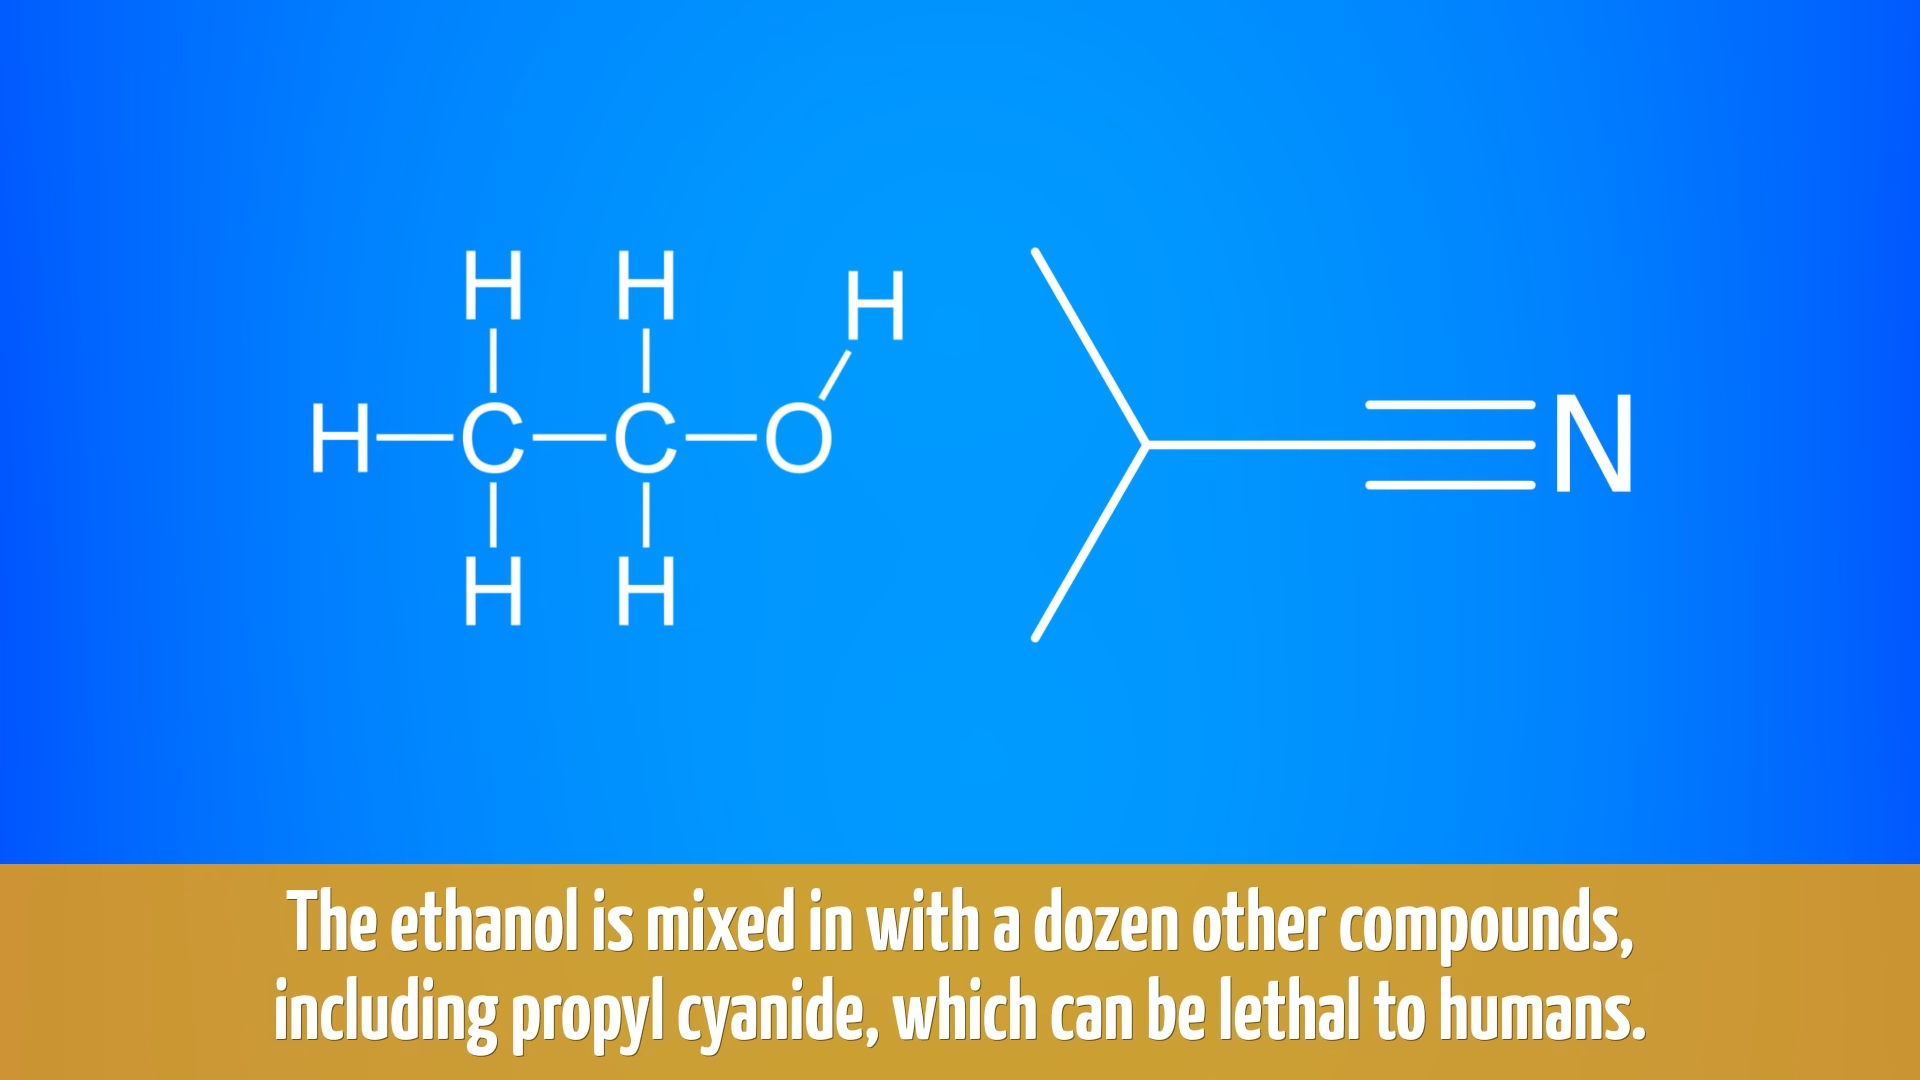 H H H
H C C O N
H H
The ethanol is mixed in with a dozen other compounds,
including propyl cyanide, which can be lethal to humans.